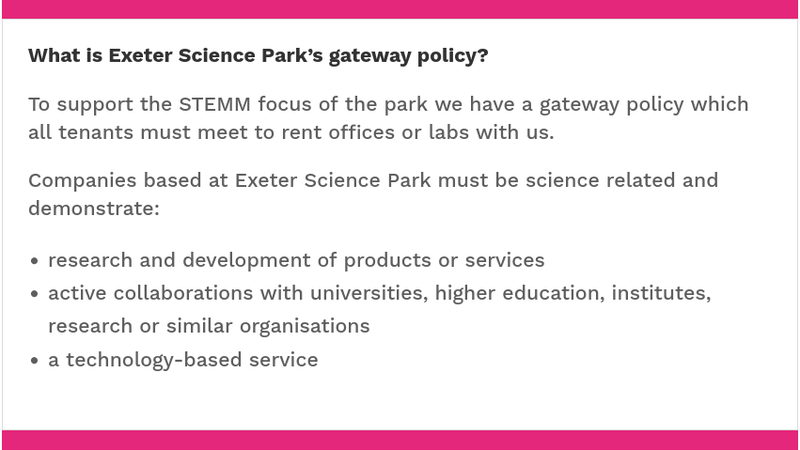 What is Exeter Science Park’s gateway policy?
To support the STEMM focus of the park we have a gateway policy which
all tenants must meet to rent offices or labs with us.
Companies based at Exeter Science Park must be science related and
demonstrate:
• research and development of products or services
• active collaborations with universities, higher education, institutes,
research or similar organisations
• a technology-based service